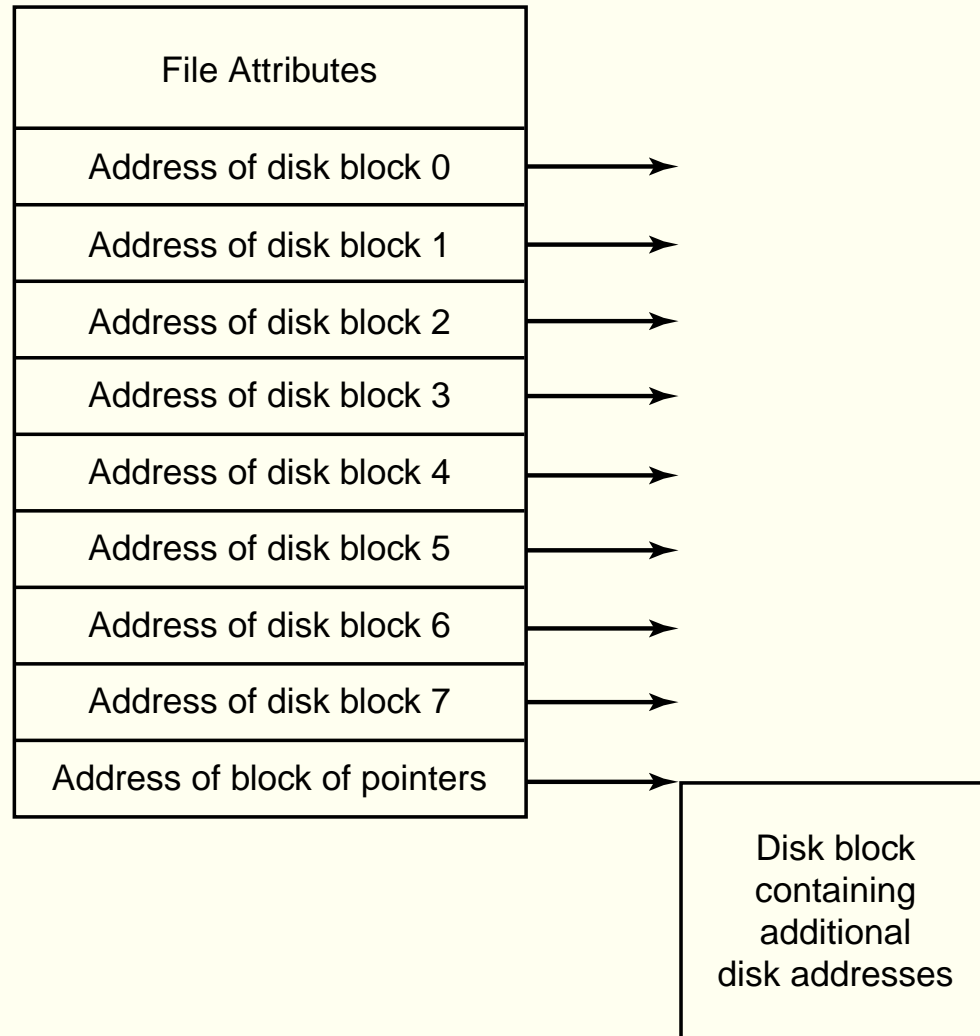 File Attributes
Address of disk block 0
Address of disk block 1
Address of disk block 2
Address of disk block 3
Address of disk block 4
Address of disk block 5
Address of disk block 6
Address of disk block 7
Address of block of pointers
Disk block
containing
additional
disk addresses